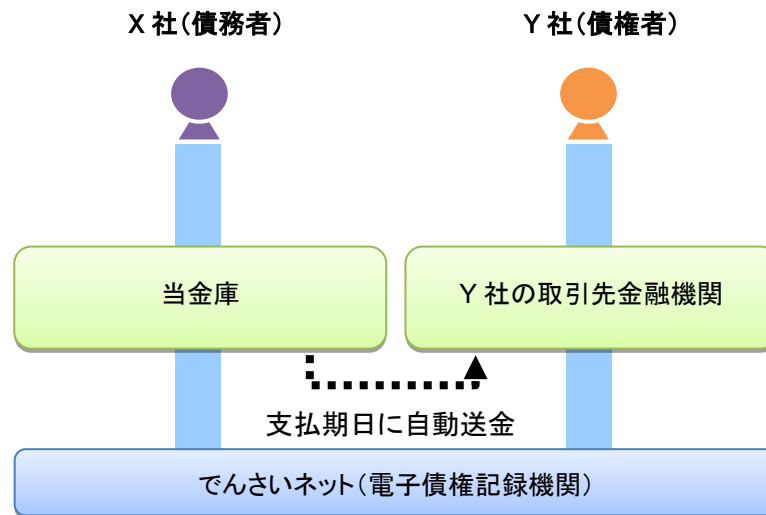 X 社(債務者)
Y 社(債権者)
当金庫
Y 社の取引先金融機関
支払期日に自動送金
でんさいネット(電子債権記録機関)